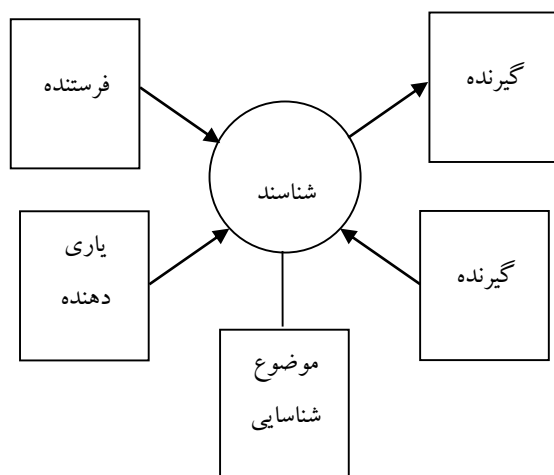 گیرنده
فرستنده
شناسند
یاری
دهنده
گیرنده
موضوع
شناسایی